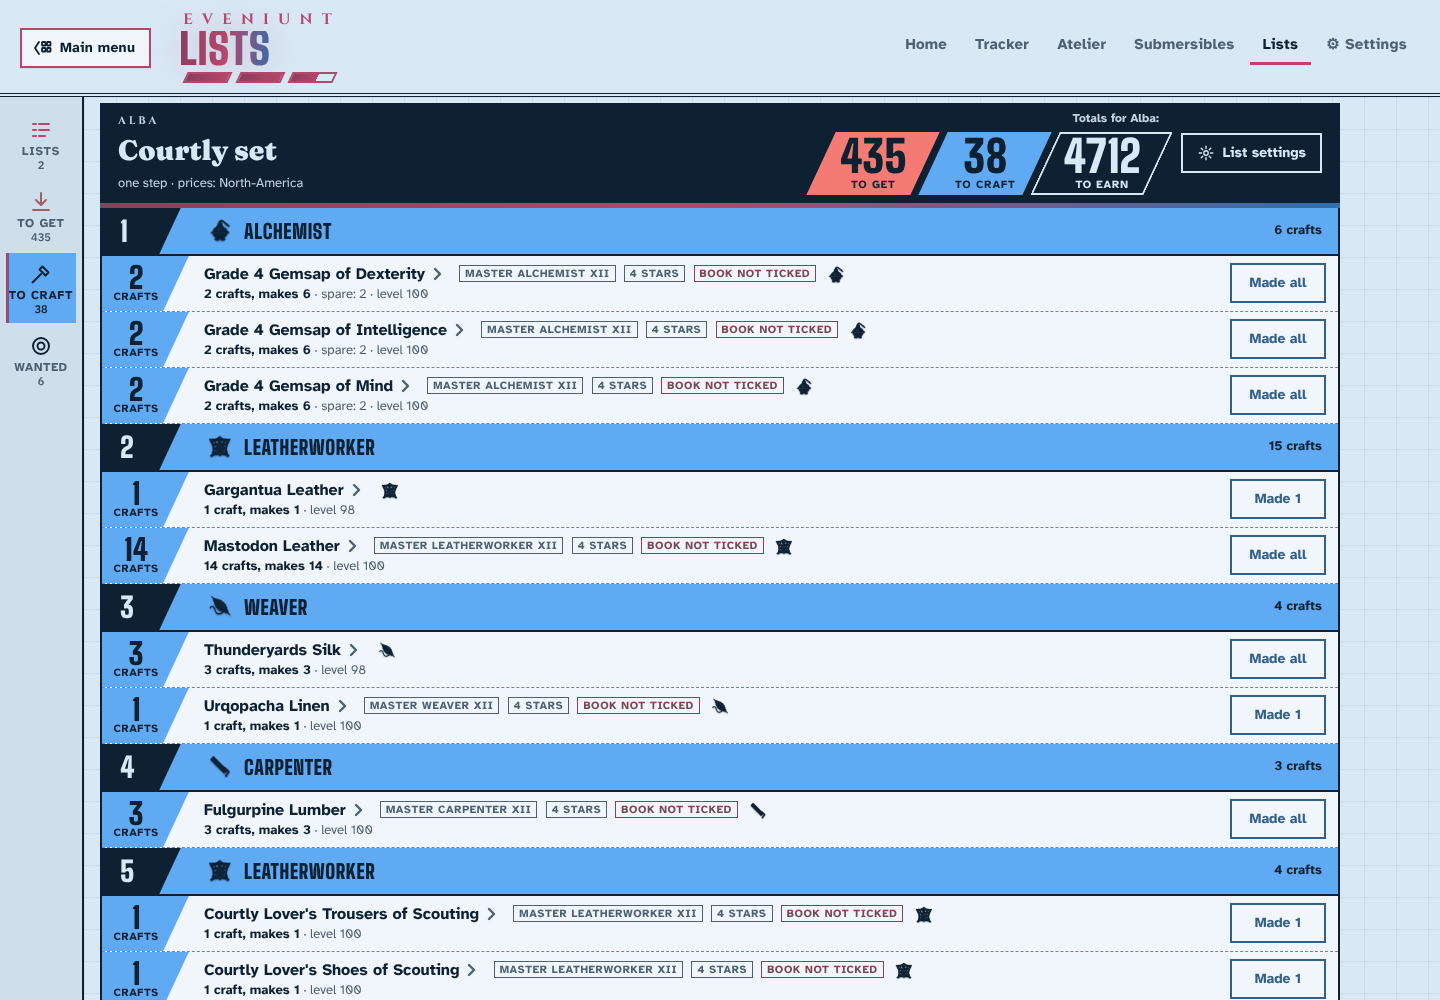 Main menu
EVENIUNT
LISTS
Home
Tracker
Atelier
Submersibles
Lists
Settings
LISTS
2
TO GET
435
TO CRAFT
38
WANTED
6
ALBA
Courtly set
one step · prices: North-America
Totals for Alba:
435
TO GET
38
TO CRAFT
4712
TO EARN
List settings
1 ALCHEMIST 6 crafts
2 CRAFTS
Grade 4 Gemsap of Dexterity MASTER ALCHEMIST XII 4 STARS BOOK NOT TICKED
2 crafts, makes 6 · spare: 2 · level 100
Made all
2 CRAFTS
Grade 4 Gemsap of Intelligence MASTER ALCHEMIST XII 4 STARS BOOK NOT TICKED
2 crafts, makes 6 · spare: 2 · level 100
Made all
2 CRAFTS
Grade 4 Gemsap of Mind MASTER ALCHEMIST XII 4 STARS BOOK NOT TICKED
2 crafts, makes 6 · spare: 2 · level 100
Made all
2 LEATHERWORKER 15 crafts
1 CRAFTS
Gargantua Leather
1 craft, makes 1 · level 98
Made 1
14 CRAFTS
Mastodon Leather MASTER LEATHERWORKER XII 4 STARS BOOK NOT TICKED
14 crafts, makes 14 · level 100
Made all
3 WEAVER 4 crafts
3 CRAFTS
Thunderyards Silk
3 crafts, makes 3 · level 98
Made all
1 CRAFTS
Urqopacha Linen MASTER WEAVER XII 4 STARS BOOK NOT TICKED
1 craft, makes 1 · level 100
Made 1
4 CARPENTER 3 crafts
3 CRAFTS
Fulgurpine Lumber MASTER CARPENTER XII 4 STARS BOOK NOT TICKED
3 crafts, makes 3 · level 100
Made all
5 LEATHERWORKER 4 crafts
1 CRAFTS
Courtly Lover's Trousers of Scouting MASTER LEATHERWORKER XII 4 STARS BOOK NOT TICKED
1 craft, makes 1 · level 100
Made 1
1 CRAFTS
Courtly Lover's Shoes of Scouting MASTER LEATHERWORKER XII 4 STARS BOOK NOT TICKED
1 craft, makes 1 · level 100
Made 1